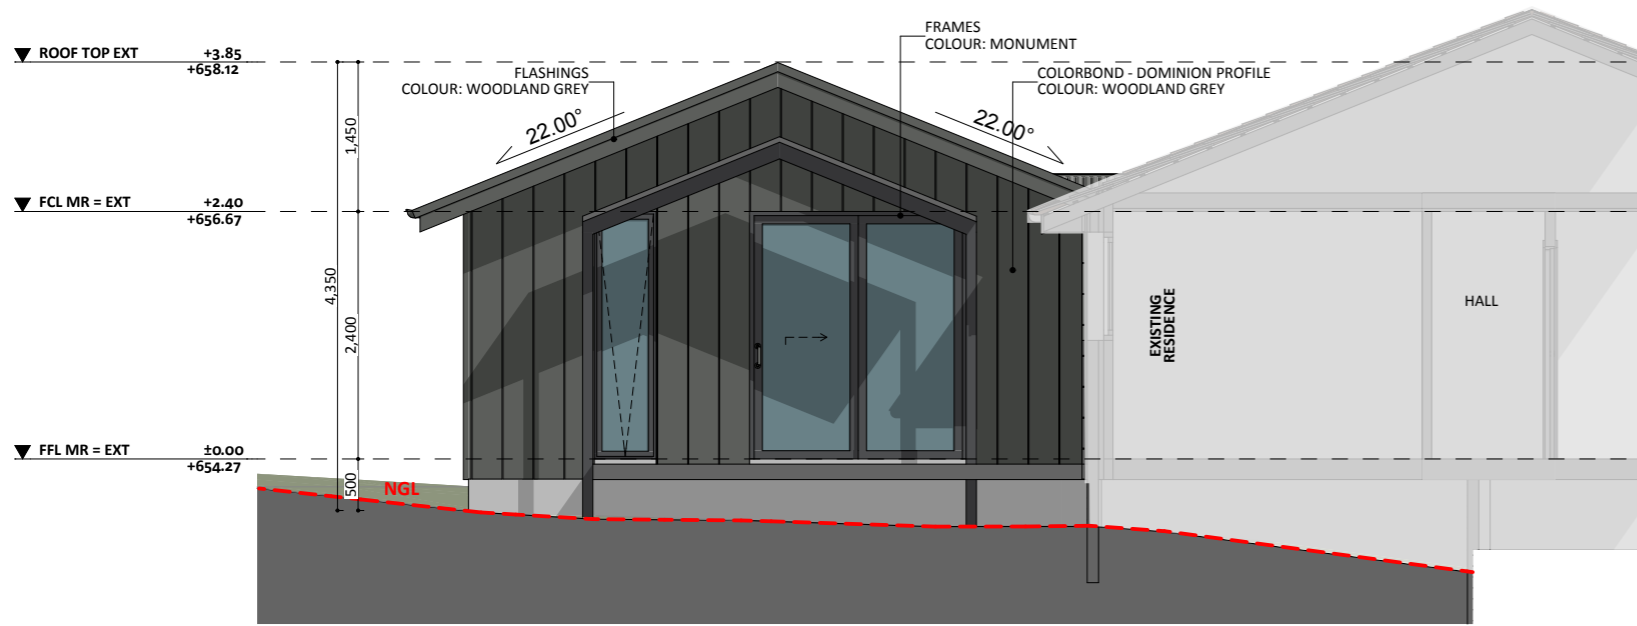 FRAMES
COLOUR: MONUMENT
ROOF TOP EXT +3.85
+658.12
FLASHINGS
COLOUR: WOODLAND GREY
COLORBOND - DOMINION PROFILE
COLOUR: WOODLAND GREY
22.00°
22.00°
1,450
FCL MR = EXT +2.40
+656.67
4,350
2,400
EXISTING
RESIDENCE
HALL
FFL MR = EXT ±0.00
+654.27
500
NGL